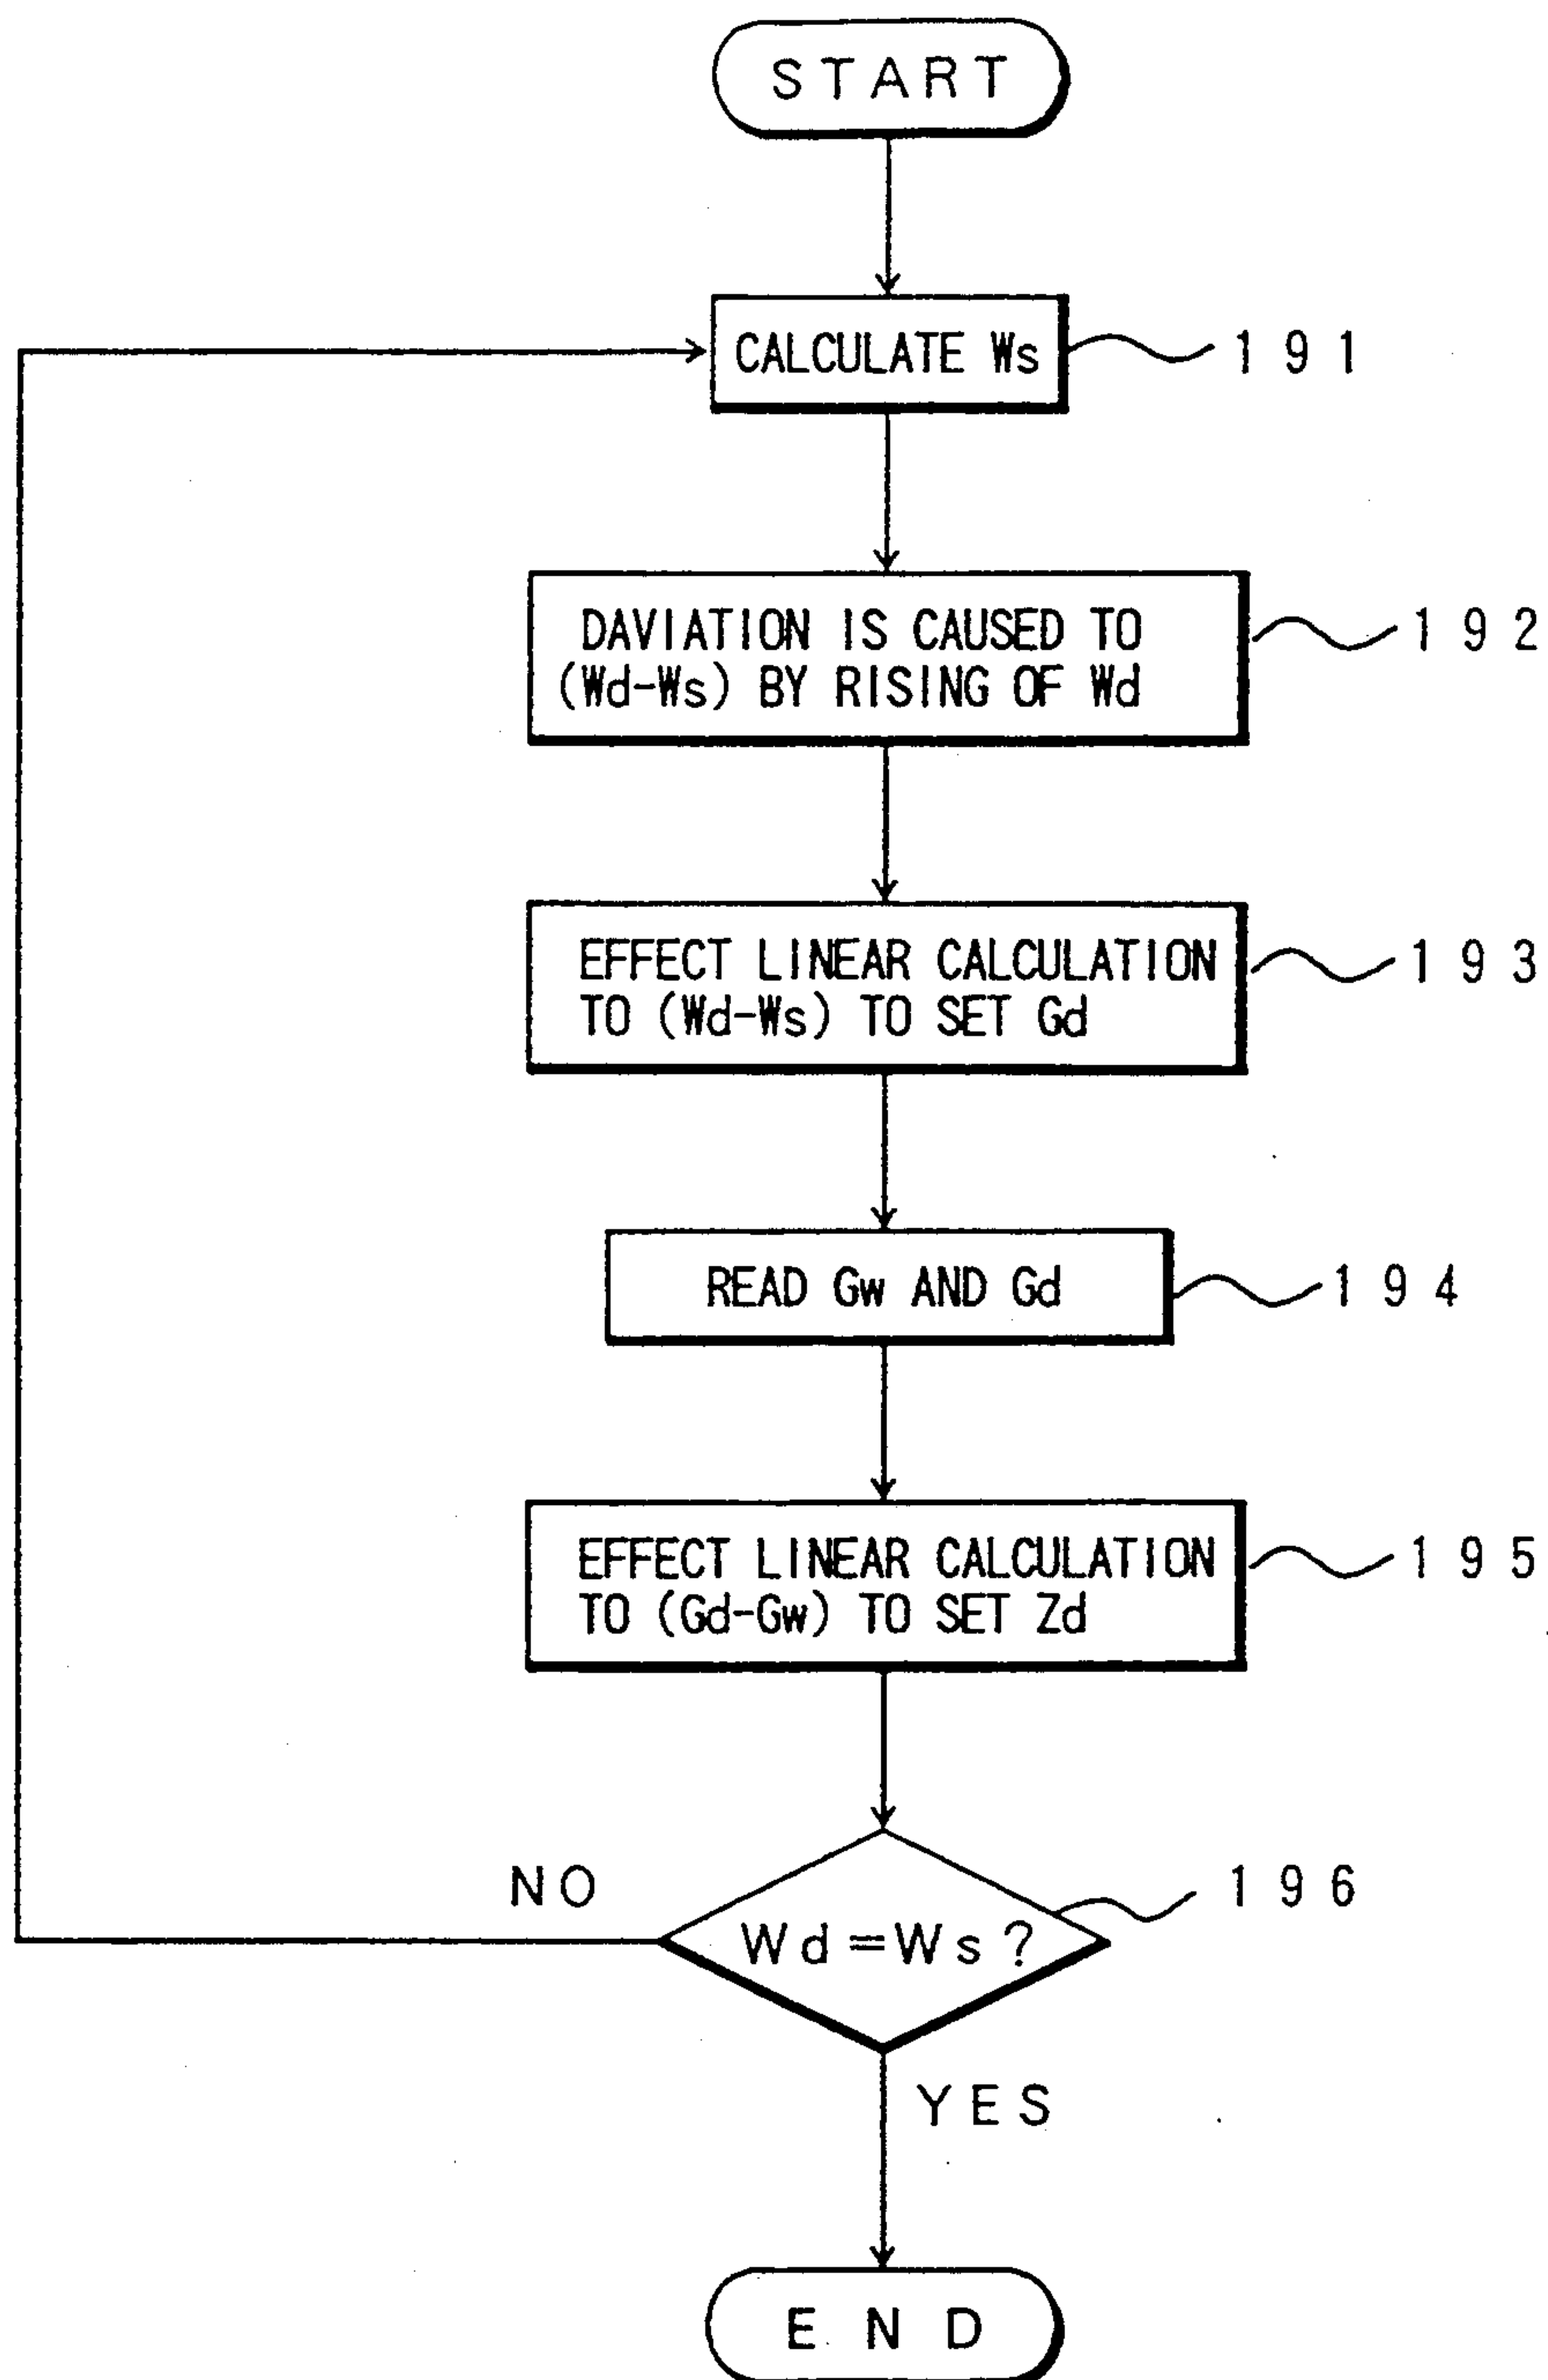 START
CALCULATE Ws
191
DAVIATION IS CAUSED TO
(Wd-Ws) BY RISING OF Wd
192
EFFECT LINEAR CALCULATION
TO (Wd-Ws) TO SET Gd
193
READ Gw AND Gd
194
EFFECT LINEAR CALCULATION
TO (Gd-Gw) TO SET Zd
195
NO
Wd=Ws?
196
YES
END